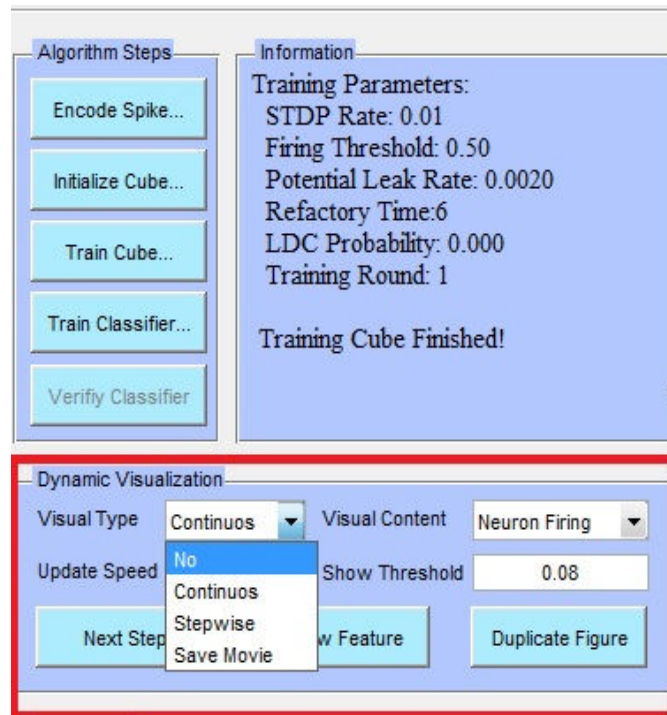 Algorithm Steps
Encode Spike...
Initialize Cube...
Train Cube...
Train Classifier...
Verifiy Classifier
Information
Training Parameters:
STDP Rate: 0.01
Firing Threshold: 0.50
Potential Leak Rate: 0.0020
Refactory Time:6
LDC Probability: 0.000
Training Round: 1
Training Cube Finished!
Dynamic Visualization
Visual Type Continuos Visual Content Neuron Firing
Update Speed Show Threshold 0.08
No
Continuos
Stepwise
Save Movie
Next Step Feature Duplicate Figure